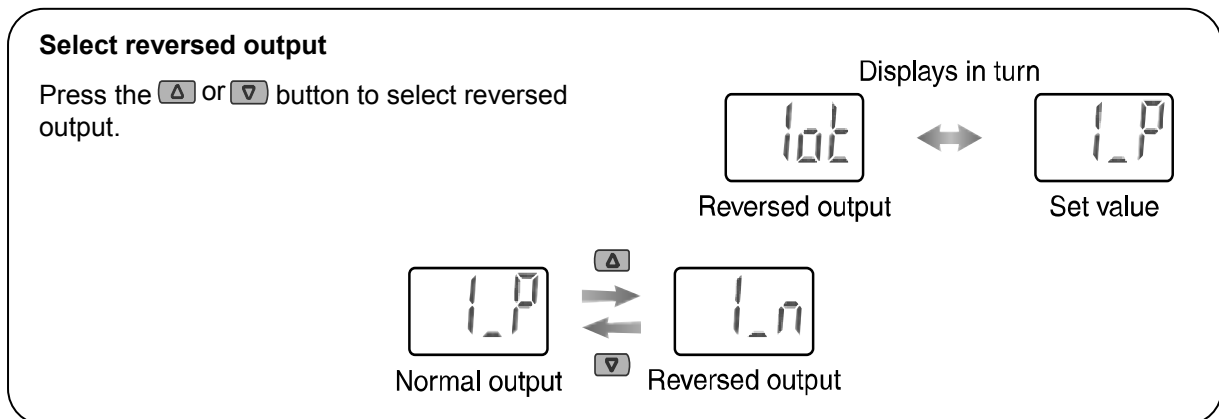 Select reversed output
Press the △ or ▽ button to select reversed
output.
Displays in turn
1ot
1_P
Reversed output
Set value
△
1_P
1_n
▽
Normal output
Reversed output